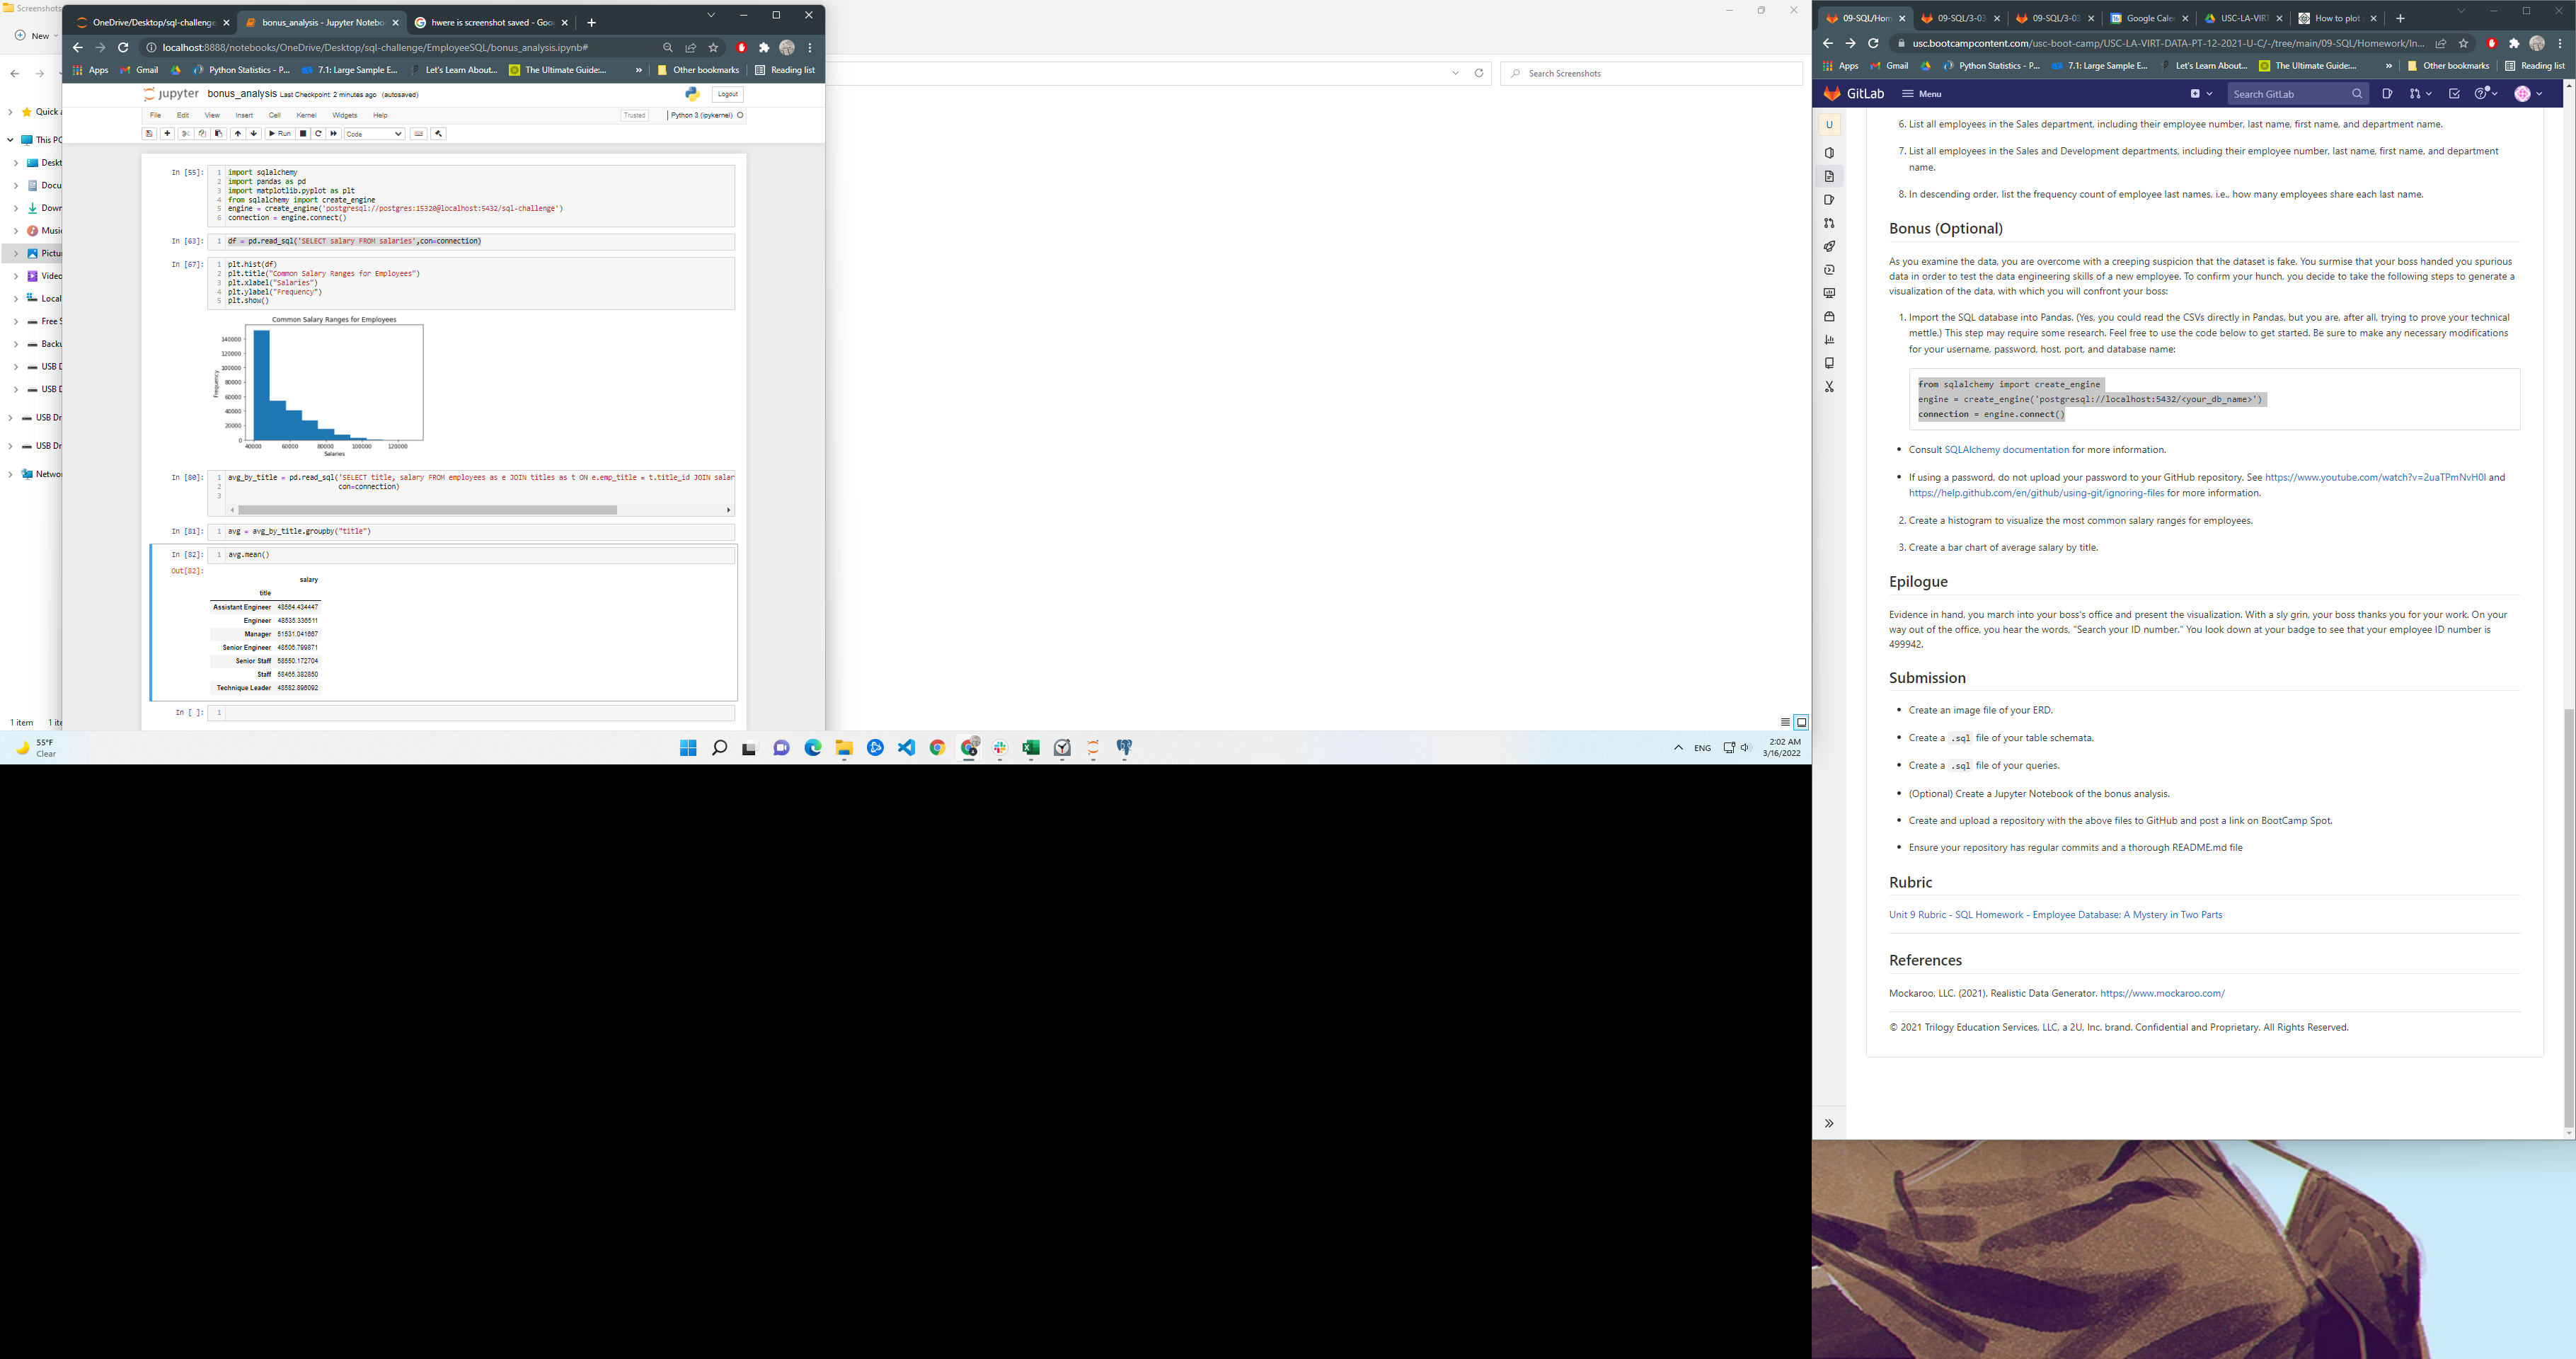 Screenshots
New
Quick a
This PC
Deskt
Docu
Down
Music
Pictu
Video
Local
Free S
Backu
USB D
USB D
USB Dr
USB Dr
Netwo
1 item
Search Screenshots
OneDrive/Desktop/sql-challenge
bonus_analysis - Jupyter Notebo
hwere is screenshot saved - Goo
localhost:8888/notebooks/OneDrive/Desktop/sql-challenge/EmployeeSQL/bonus_analysis.ipynb#
Apps Gmail Python Statistics - P... 7.1: Large Sample E... Let's Learn About... The Ultimate Guide:... » Other bookmarks Reading list
jupyter bonus_analysis Last Checkpoint: 2 minutes ago (autosaved) Logout
File Edit View Insert Cell Kernel Widgets Help Trusted Python 3 (ipykernel)
Run Code
In [55]: 1 import sqlalchemy
2 import pandas as pd
3 import matplotlib.pyplot as plt
4 from sqlalchemy import create_engine
5 engine = create_engine('postgresql://postgres:15320@localhost:5432/sql-challenge')
6 connection = engine.connect()
In [63]: 1 df = pd.read_sql('SELECT salary FROM salaries',con=connection)
In [67]: 1 plt.hist(df)
2 plt.title("Common Salary Ranges for Employees")
3 plt.xlabel("Salaries")
4 plt.ylabel("Frequency")
5 plt.show()
Common Salary Ranges for Employees
140000
120000
100000
80000
60000
40000
20000
0
Frequency
40000 60000 80000 100000 120000
Salaries
In [80]: 1 avg_by_title = pd.read_sql('SELECT title, salary FROM employees as e JOIN titles as t ON e.emp_title = t.title_id JOIN salar
2 con=connection)
3
In [81]: 1 avg = avg_by_title.groupby("title")
In [82]: 1 avg.mean()
Out[82]:
salary
title
Assistant Engineer 48564.434447
Engineer 48535.336511
Manager 51531.041667
Senior Engineer 48506.799871
Senior Staff 58550.172704
Staff 58465.382850
Technique Leader 48582.896092
In [ ]: 1
55°F
Clear
ENG
2:02 AM
3/16/2022
09-SQL/Hom
09-SQL/3-03
09-SQL/3-03
Google Cale
USC-LA-VIRT
How to plot
usc.bootcampcontent.com/usc-boot-camp/USC-LA-VIRT-DATA-PT-12-2021-U-C/-/tree/main/09-SQL/Homework/In...
Apps Gmail Python Statistics - P... 7.1: Large Sample E... Let's Learn About... The Ultimate Guide:... » Other bookmarks Reading list
GitLab Menu Search GitLab
U
6. List all employees in the Sales department, including their employee number, last name, first name, and department name.
7. List all employees in the Sales and Development departments, including their employee number, last name, first name, and department
name.
8. In descending order, list the frequency count of employee last names, i.e., how many employees share each last name.
Bonus (Optional)
As you examine the data, you are overcome with a creeping suspicion that the dataset is fake. You surmise that your boss handed you spurious
data in order to test the data engineering skills of a new employee. To confirm your hunch, you decide to take the following steps to generate a
visualization of the data, with which you will confront your boss:
1. Import the SQL database into Pandas. (Yes, you could read the CSVs directly in Pandas, but you are, after all, trying to prove your technical
mettle.) This step may require some research. Feel free to use the code below to get started. Be sure to make any necessary modifications
for your username, password, host, port, and database name:
from sqlalchemy import create_engine
engine = create_engine('postgresql://localhost:5432/<your_db_name>')
connection = engine.connect()
• Consult SQLAlchemy documentation for more information.
• If using a password, do not upload your password to your GitHub repository. See https://www.youtube.com/watch?v=2uaTPmNvH0I and
https://help.github.com/en/github/using-git/ignoring-files for more information.
2. Create a histogram to visualize the most common salary ranges for employees.
3. Create a bar chart of average salary by title.
Epilogue
Evidence in hand, you march into your boss's office and present the visualization. With a sly grin, your boss thanks you for your work. On your
way out of the office, you hear the words, "Search your ID number." You look down at your badge to see that your employee ID number is
499942.
Submission
• Create an image file of your ERD.
• Create a .sql file of your table schemata.
• Create a .sql file of your queries.
• (Optional) Create a Jupyter Notebook of the bonus analysis.
• Create and upload a repository with the above files to GitHub and post a link on BootCamp Spot.
• Ensure your repository has regular commits and a thorough README.md file
Rubric
Unit 9 Rubric - SQL Homework - Employee Database: A Mystery in Two Parts
References
Mockaroo, LLC. (2021). Realistic Data Generator. https://www.mockaroo.com/
© 2021 Trilogy Education Services, LLC, a 2U, Inc. brand. Confidential and Proprietary. All Rights Reserved.